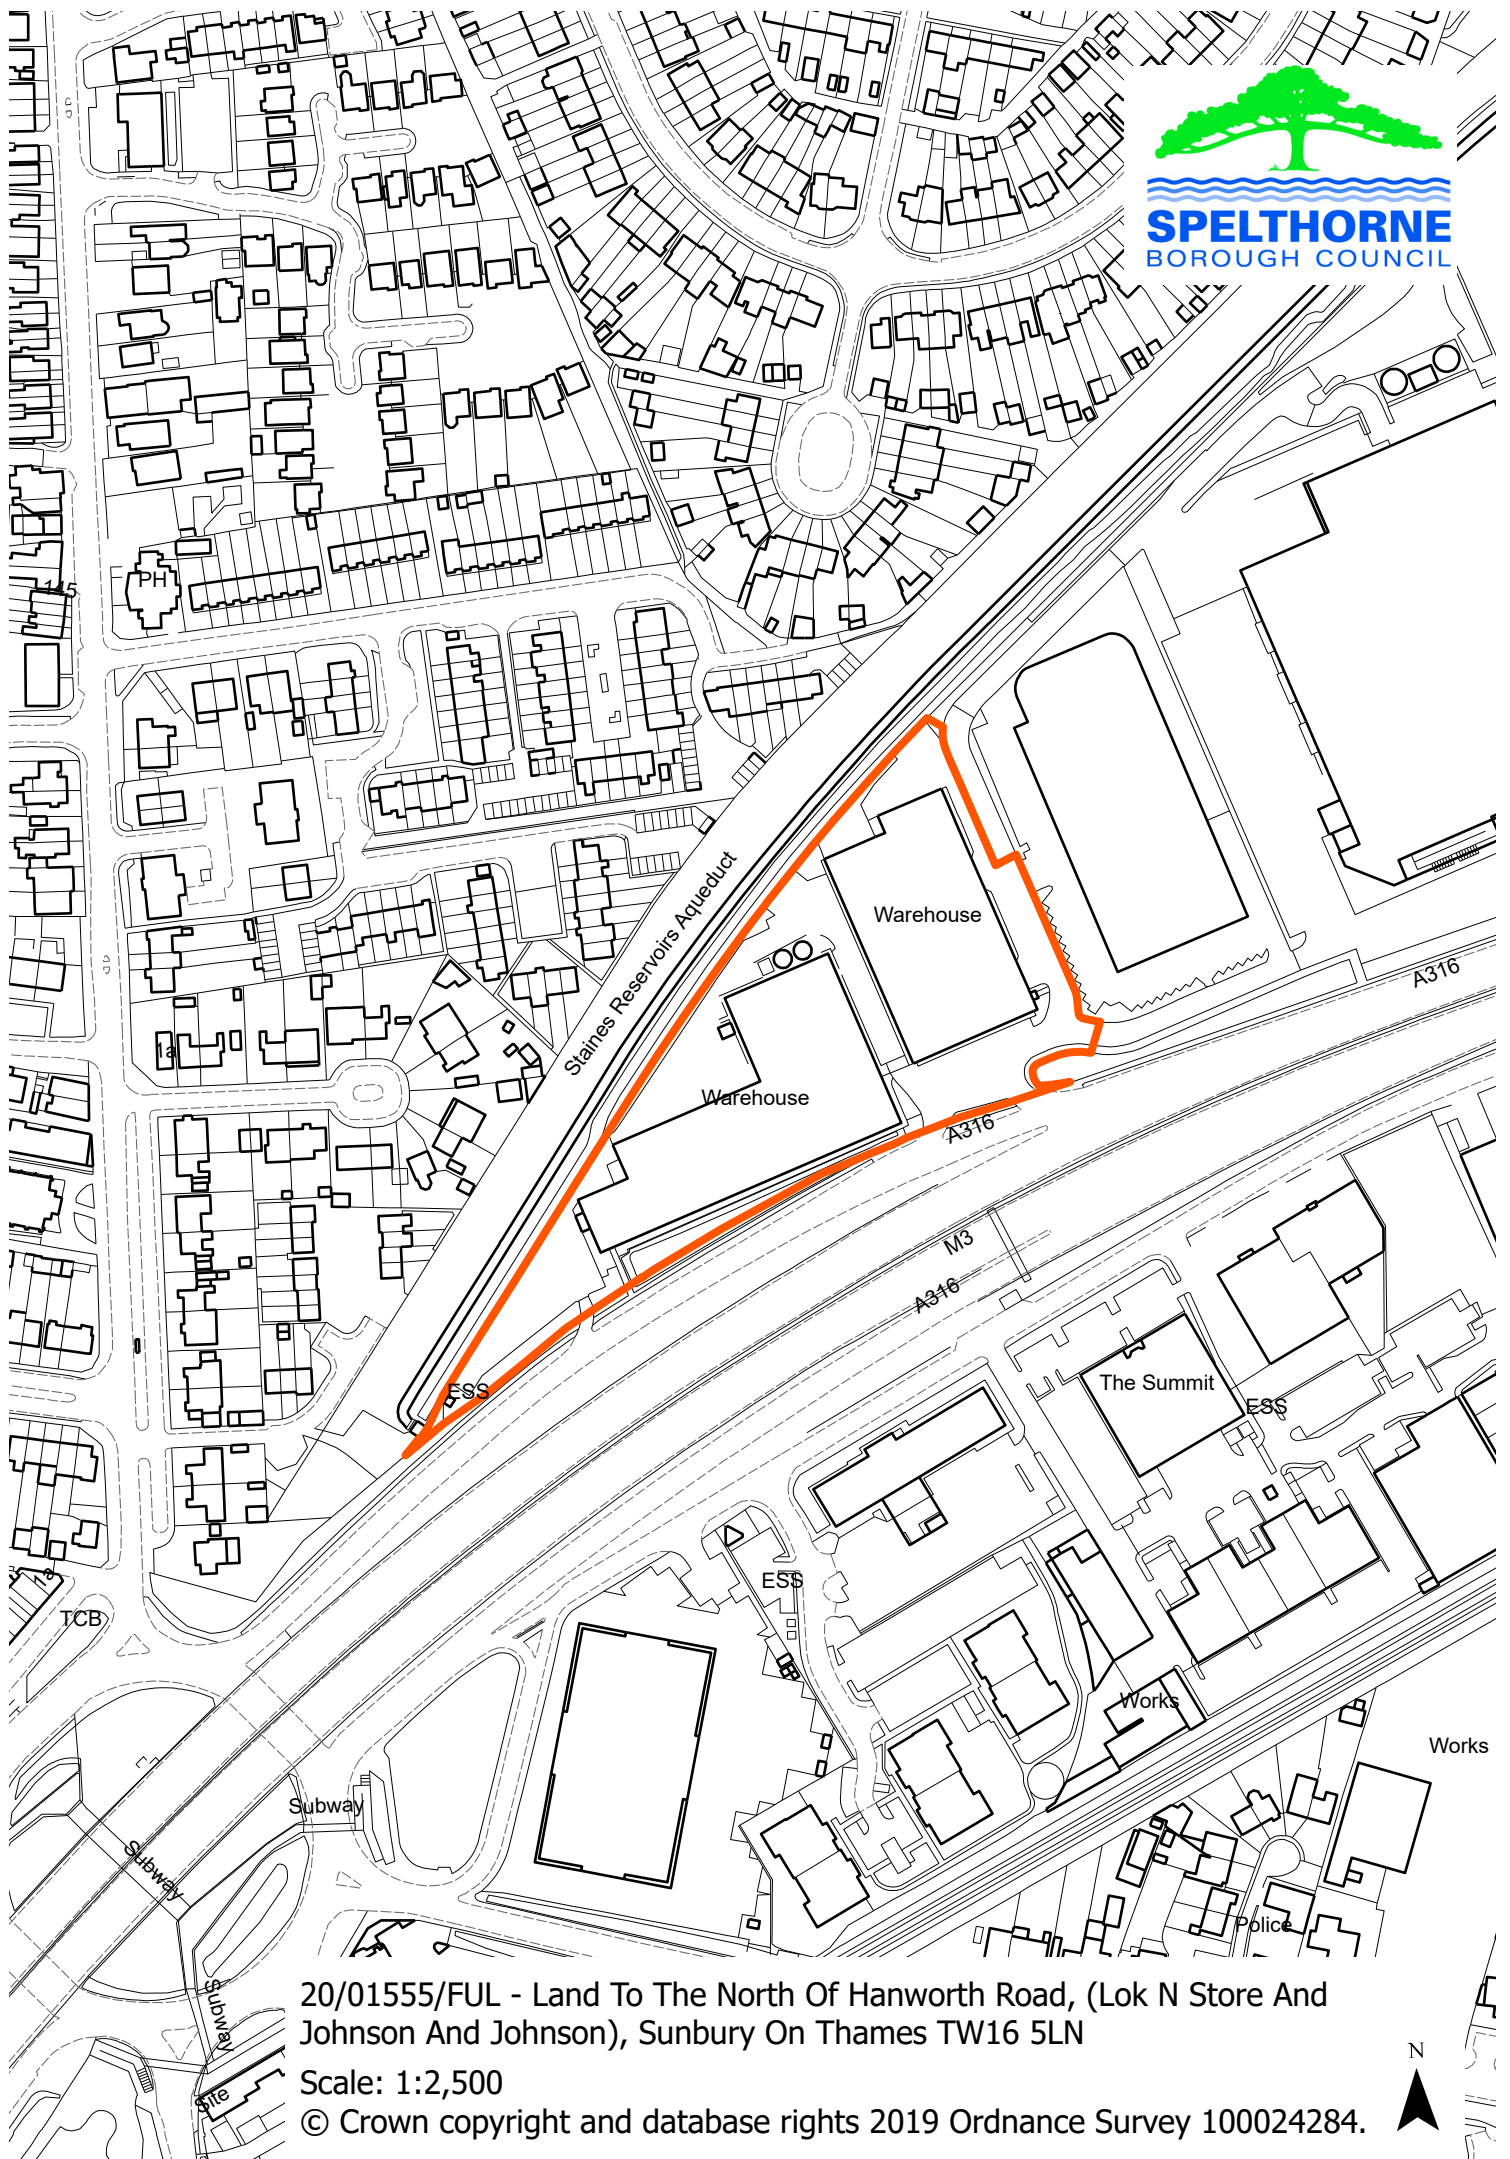 SPELTHORNE
BOROUGH COUNCIL
PH
145
Staines Reservoirs Aqueduct
Warehouse
A316
1a
Warehouse
A316
M3
A316
ESS
The Summit
ESS
1a
ESS
TCB
Works
Works
Subway
Subway
Police
Subway
Site
20/01555/FUL - Land To The North Of Hanworth Road, (Lok N Store And
Johnson And Johnson), Sunbury On Thames TW16 5LN
Scale: 1:2,500
© Crown copyright and database rights 2019 Ordnance Survey 100024284.
N